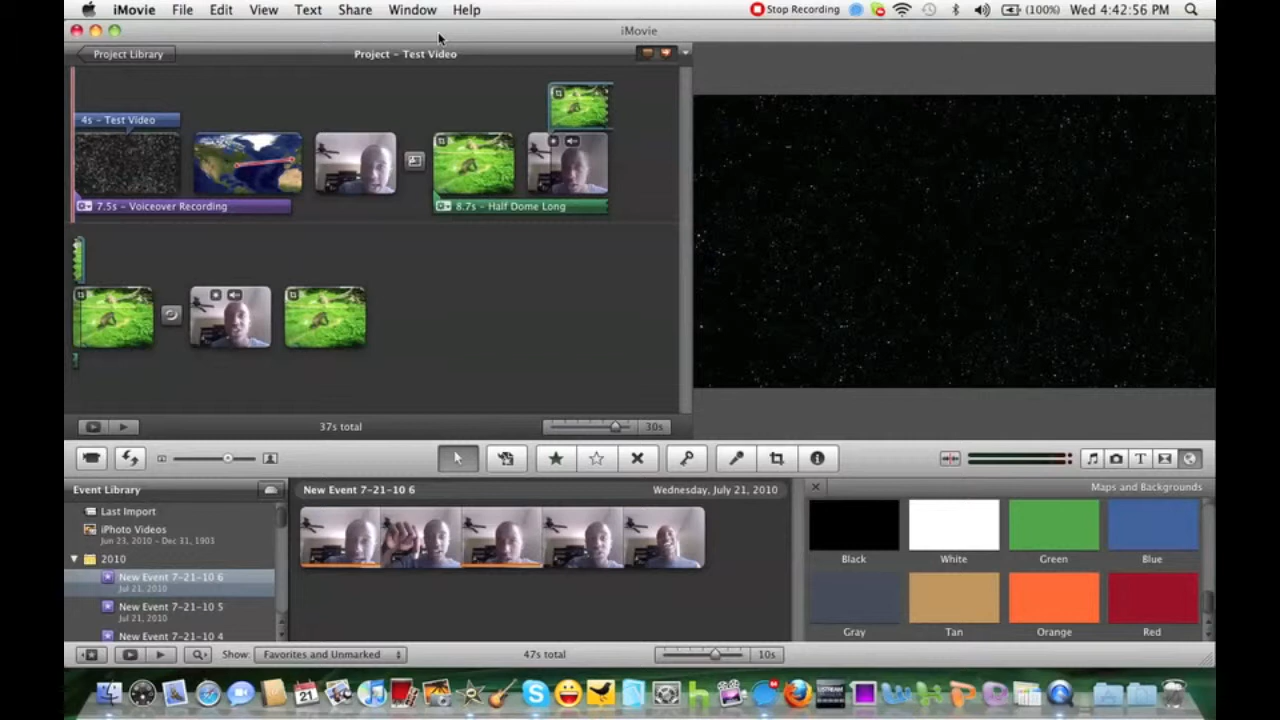 iMovie File Edit View Text Share Window Help Stop Recording (100%) Wed 4:42:56 PM
iMovie
Project Library Project - Test Video
4s - Test Video
7.5s - Voiceover Recording 8.7s - Half Dome Long
37s total 30s
Event Library New Event 7-21-10 6 Wednesday, July 21, 2010 Maps and Backgrounds
Last Import
iPhoto Videos
Jun 23, 2010 - Dec 31, 1903
2010
New Event 7-21-10 6
Jul 21, 2010
New Event 7-21-10 5
Jul 21, 2010
New Event 7-21-10 4
Black White Green Blue
Gray Tan Orange Red
Show: Favorites and Unmarked 47s total 10s